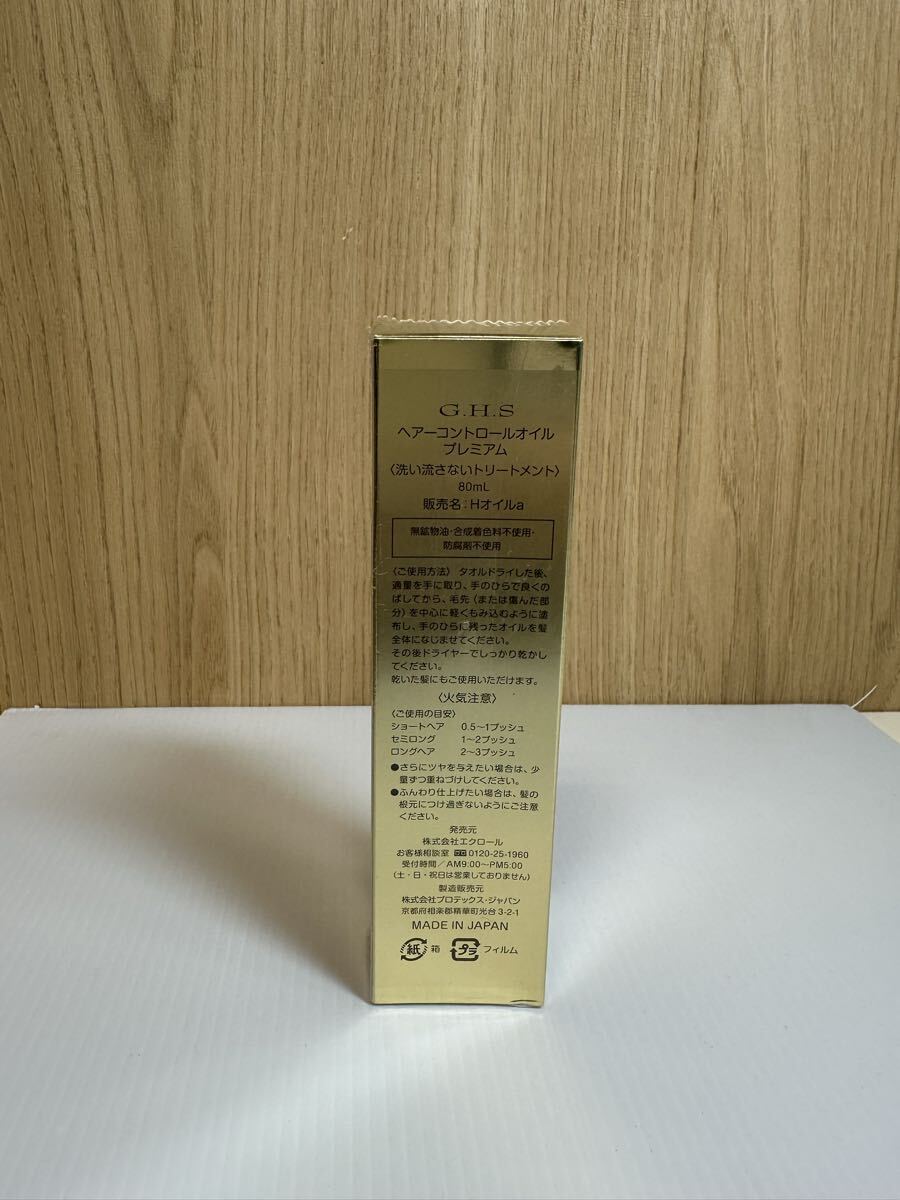 G.H.S
ヘアーコントロールオイル
プレミアム
〈洗い流さないトリートメント〉
80mL
販売名：Hオイルa
無鉱物油・合成着色料不使用・
防腐剤不使用
〈ご使用方法〉 タオルドライした後、
適量を手に取り、手のひらで良くの
ばしてから、毛先（または傷んだ部
分）を中心に軽くもみ込むように塗
布し、手のひらに残ったオイルを髪
全体になじませてください。
その後ドライヤーでしっかり乾かし
てください。
乾いた髪にもご使用いただけます。
〈火気注意〉
〈ご使用の目安〉
ショートヘア 0.5〜1プッシュ
セミロング 1〜2プッシュ
ロングヘア 2〜3プッシュ
●さらにツヤを与えたい場合は、少
量ずつ重ねづけしてください。
●ふんわり仕上げたい場合は、髪の
根元につけ過ぎないようにご注意
ください。
発売元
株式会社エクロール
お客様相談室 0120-25-1960
受付時間／AM9:00〜PM5:00
（土・日・祝日は営業しておりません）
製造販売元
株式会社プロテックス・ジャパン
京都府相楽郡精華町光台3-2-1
MADE IN JAPAN
紙 箱 プラ フィルム